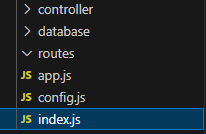 controller
database
routes
JS app.js
JS config.js
JS index.js